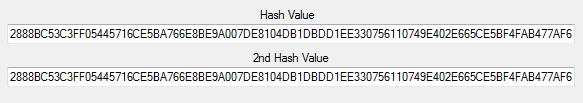 Hash Value
2888BC53C3FF05445716CE5BA766E8BE9A007DE8104DB1DBDD1EE330756110749E402E665CE5BF4FAB477AF6
2nd Hash Value
2888BC53C3FF05445716CE5BA766E8BE9A007DE8104DB1DBDD1EE330756110749E402E665CE5BF4FAB477AF6